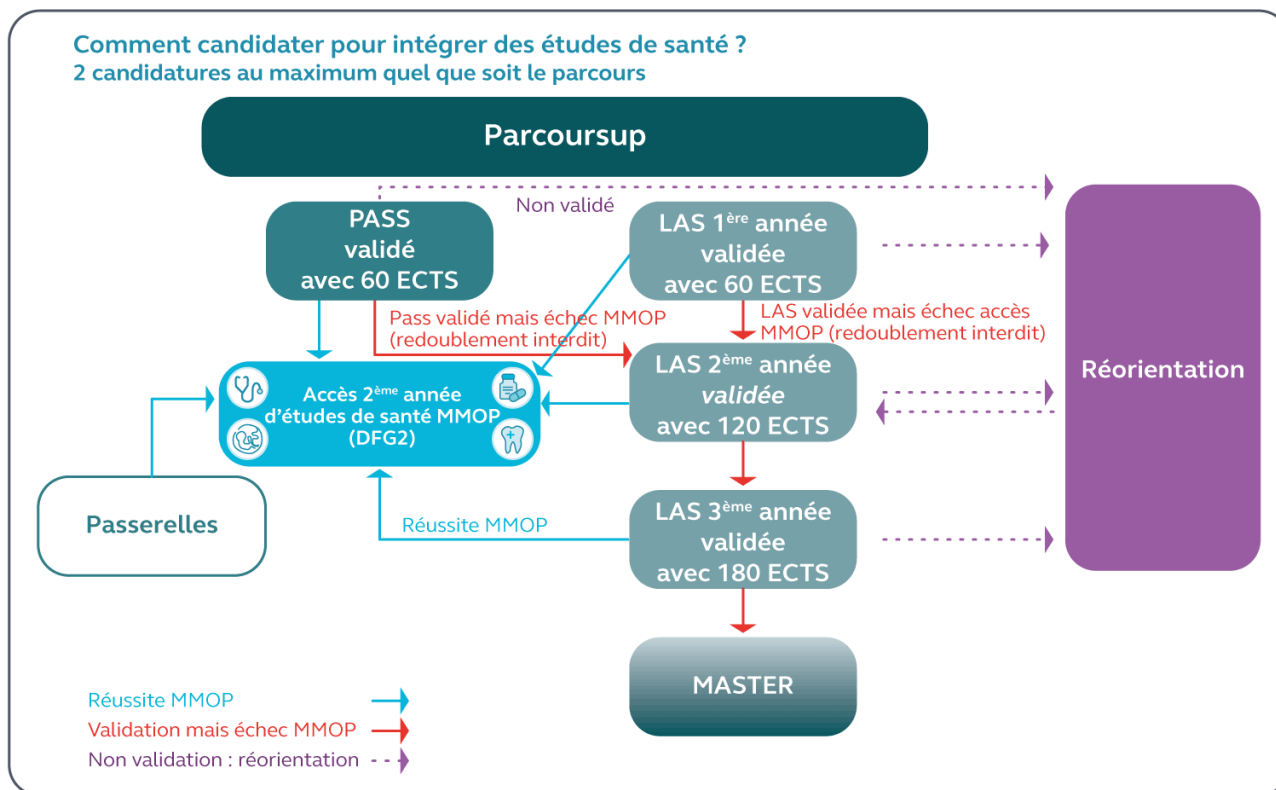 Comment candidater pour intégrer des études de santé ?
2 candidatures au maximum quel que soit le parcours
Parcoursup
Non validé
PASS
validé
avec 60 ECTS
LAS 1ère année
validée
avec 60 ECTS
Pass validé mais échec MMOP
(redoublement interdit)
LAS validée mais échec accès
MMOP (redoublement interdit)
Réorientation
Accès 2ème année
d'études de santé MMOP
(DFG2)
LAS 2ème année
validée
avec 120 ECTS
Passerelles
Réussite MMOP
LAS 3ème année
validée
avec 180 ECTS
MASTER
Réussite MMOP
Validation mais échec MMOP
Non validation : réorientation